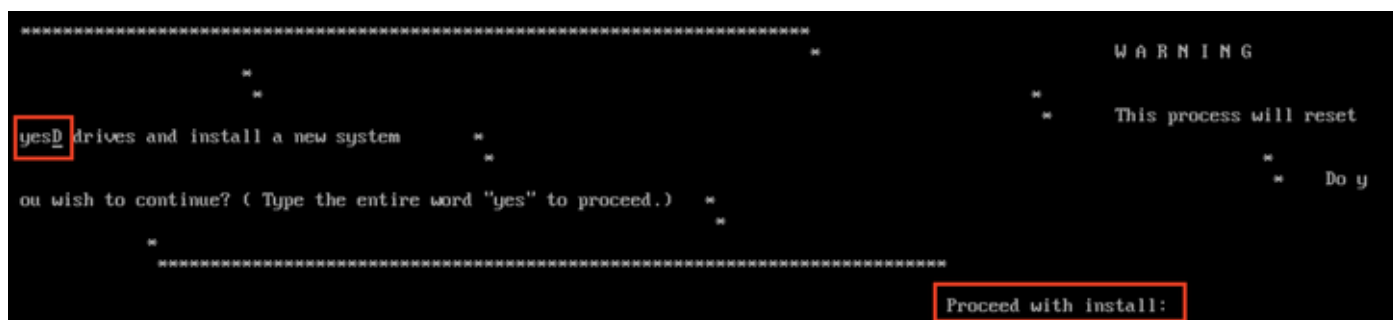 ****************************************************************************
* W A R N I N G
*
* *
* This process will reset
yesD drives and install a new system *
* *
* Do y
ou wish to continue? ( Type the entire word "yes" to proceed.) *
*
*
****************************************************************************
Proceed with install: